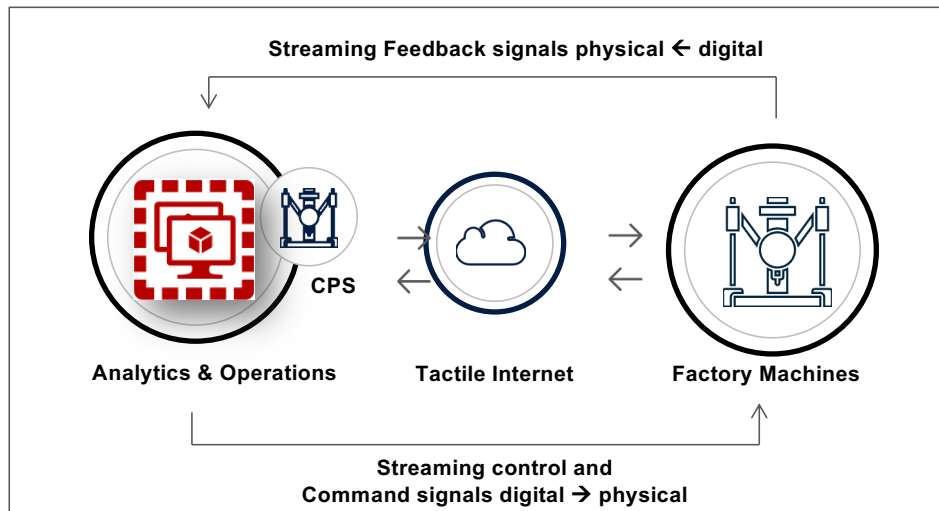 Streaming Feedback signals physical ← digital
CPS
Analytics & Operations
Tactile Internet
Factory Machines
Streaming control and
Command signals digital → physical